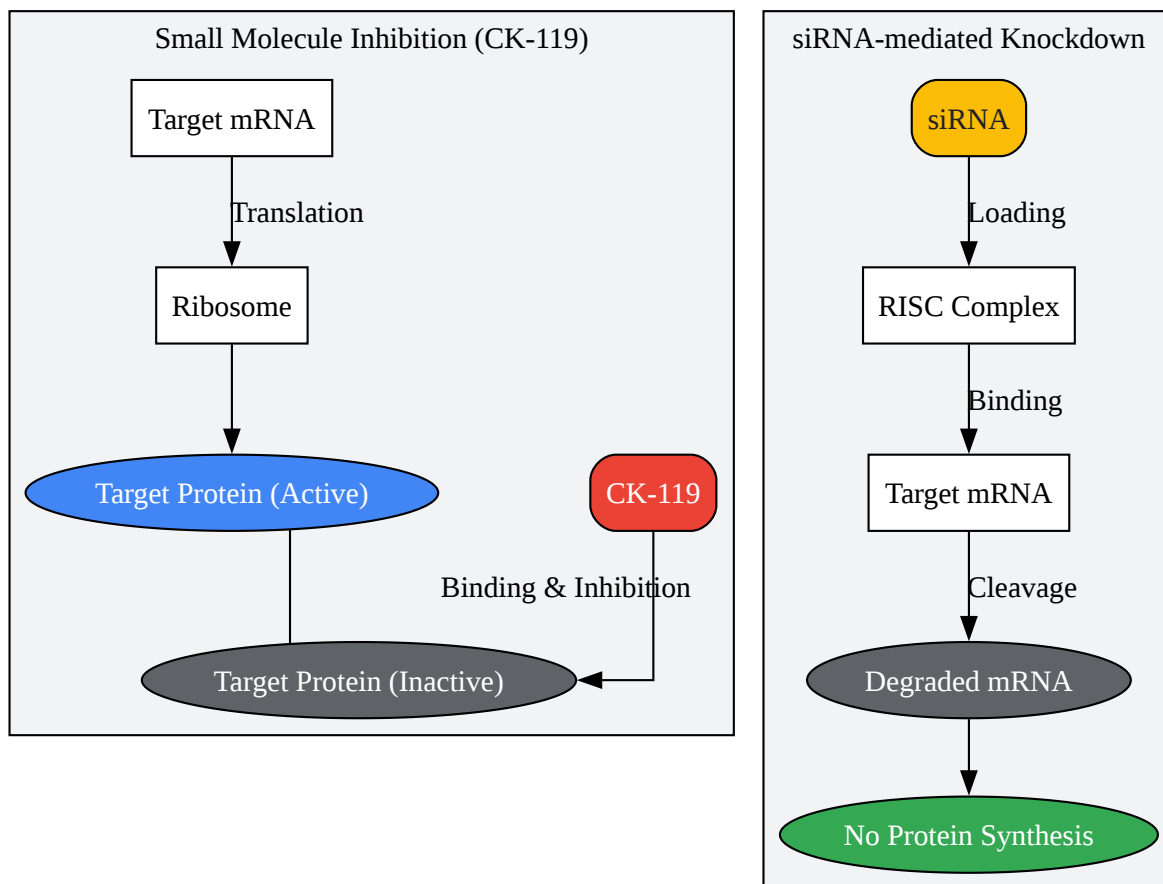 Small Molecule Inhibition (CK-119)
Target mRNA
Translation
Ribosome
Target Protein (Active)
CK-119
Binding & Inhibition
Target Protein (Inactive)
siRNA-mediated Knockdown
siRNA
Loading
RISC Complex
Binding
Target mRNA
Cleavage
Degraded mRNA
No Protein Synthesis